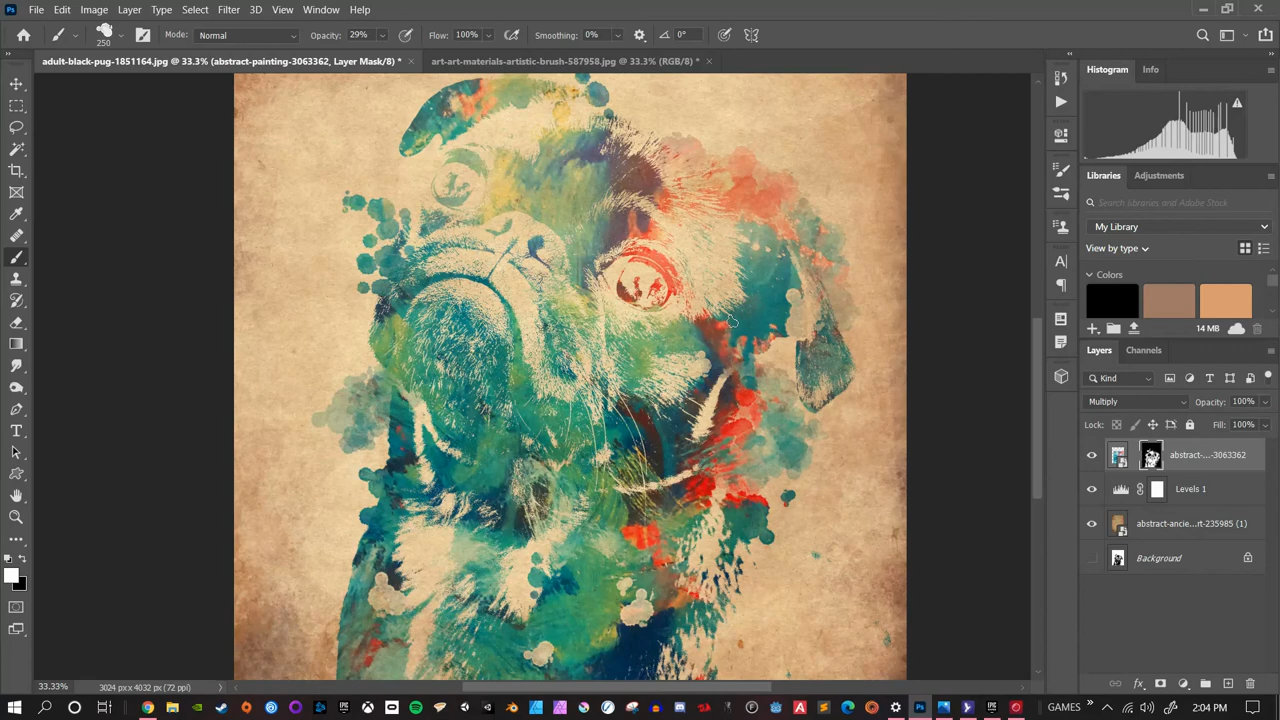 Ps File Edit Image Layer Type Select Filter 3D View Window Help
250 Mode: Normal Opacity: 29% Flow: 100% Smoothing: 0% 0°
adult-black-pug-1851164.jpg @ 33.3% (abstract-painting-3063362, Layer Mask/8) * × art-art-materials-artistic-brush-587958.jpg @ 33.3% (RGB/8) * ×
Histogram Info
Libraries Adjustments
Search libraries and Adobe Stock
My Library
View by type
Colors
14 MB
Layers Channels
Kind
Multiply Opacity: 100%
Lock: Fill: 100%
abstract-...-3063362
Levels 1
abstract-ancie...rt-235985 (1)
Background
33.33% 3024 px x 4032 px (72 ppi)
GAMES 2:04 PM